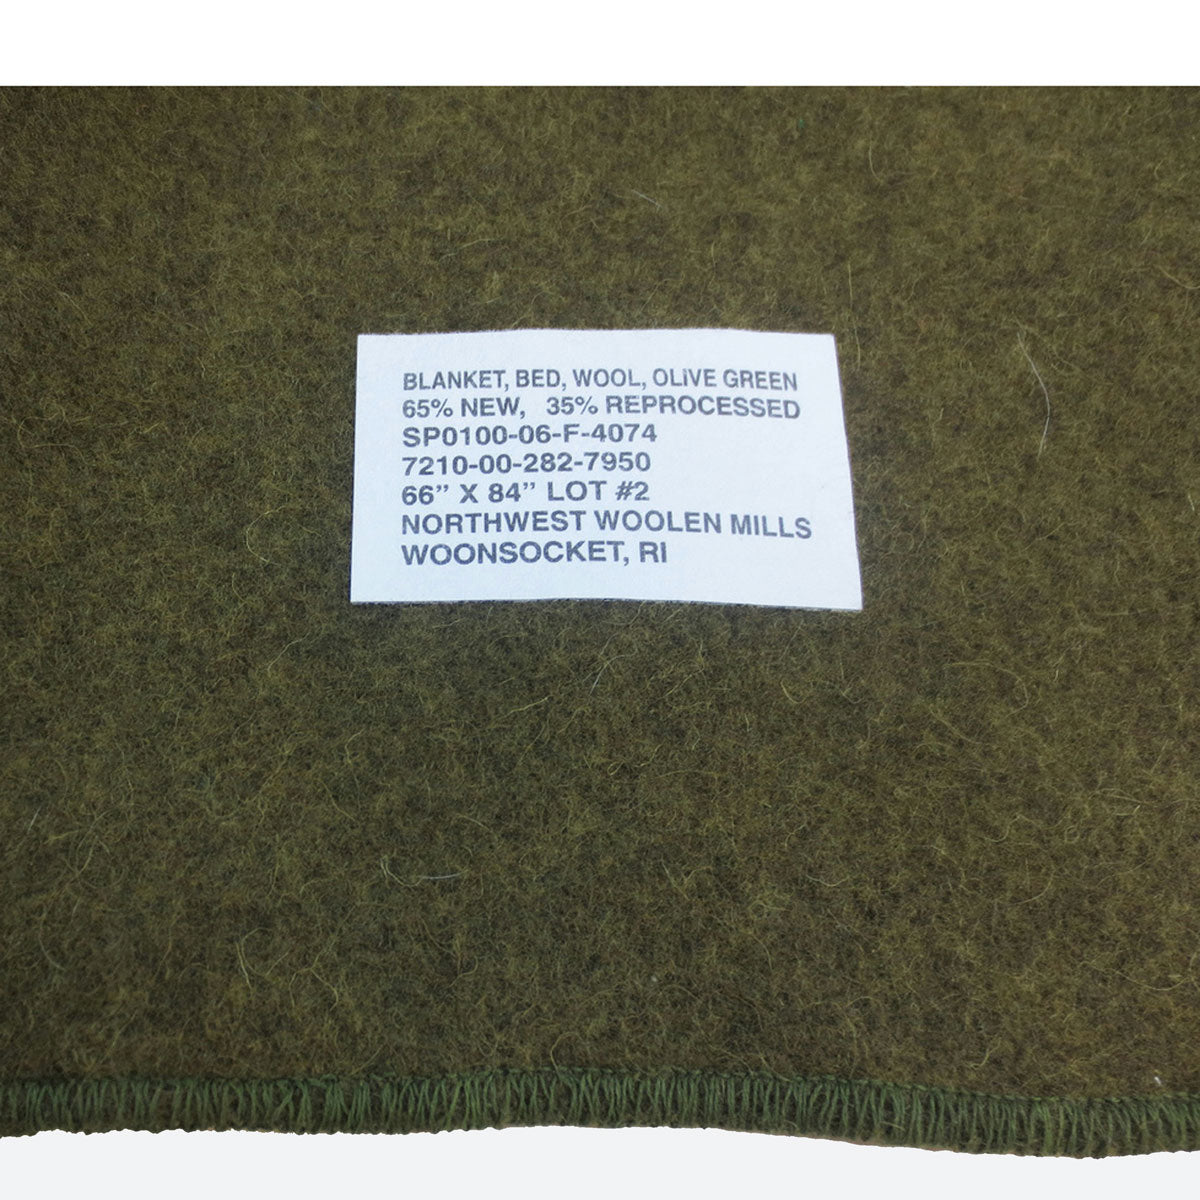 BLANKET, BED, WOOL, OLIVE GREEN
65% NEW, 35% REPROCESSED
SP0100-06-F-4074
7210-00-282-7950
66” X 84” LOT #2
NORTHWEST WOOLEN MILLS
WOONSOCKET, RI